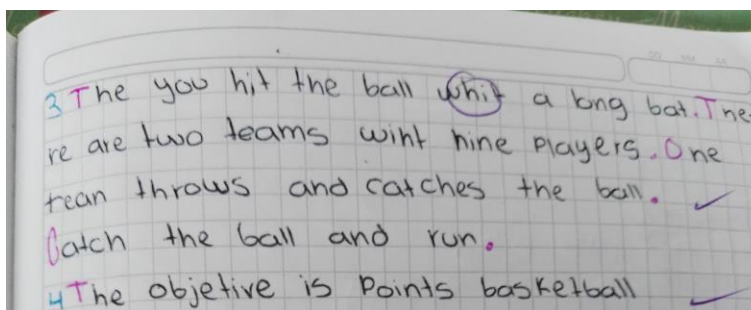 3 The you hit the ball whit a long bat. The
re are two teams wint nine players. One
tean throws and catches the ball.
Catch the ball and run.
4 The objetive is Points basketball